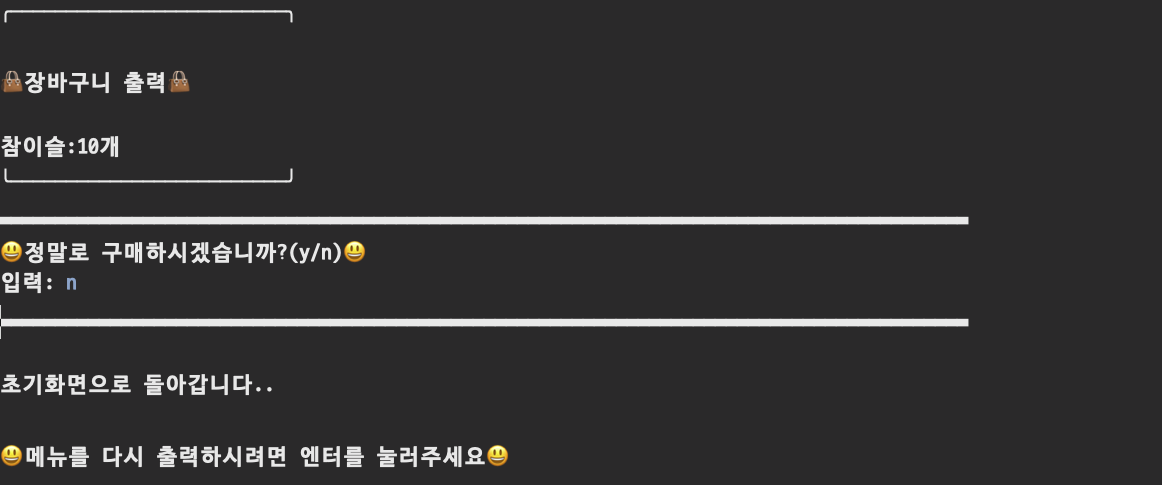 👜장바구니 출력👜
참이슬:10개
😃정말로 구매하시겠습니까?(y/n)😃
입력: n
초기화면으로 돌아갑니다..
😃메뉴를 다시 출력하시려면 엔터를 눌러주세요😃